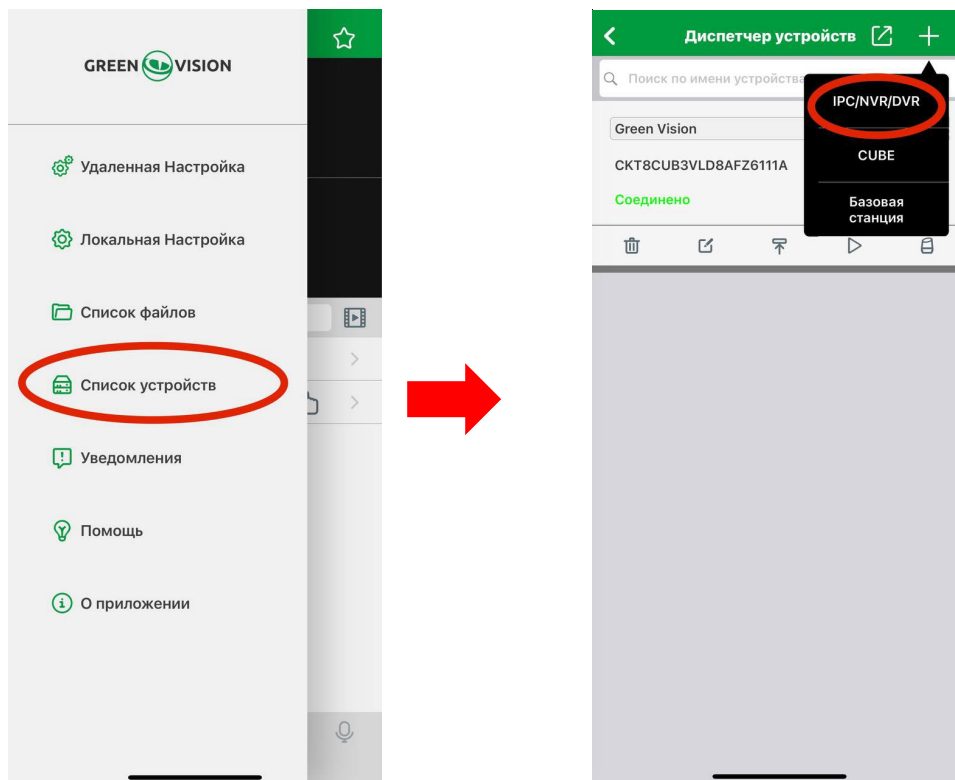 GREEN VISION
Удаленная Настройка
Локальная Настройка
Список файлов
Список устройств
Уведомления
Помощь
О приложении
Диспетчер устройств
Поиск по имени устройства
IPC/NVR/DVR
Green Vision
CKT8CUB3VLD8AFZ6111A
CUBE
Соединено
Базовая
станция